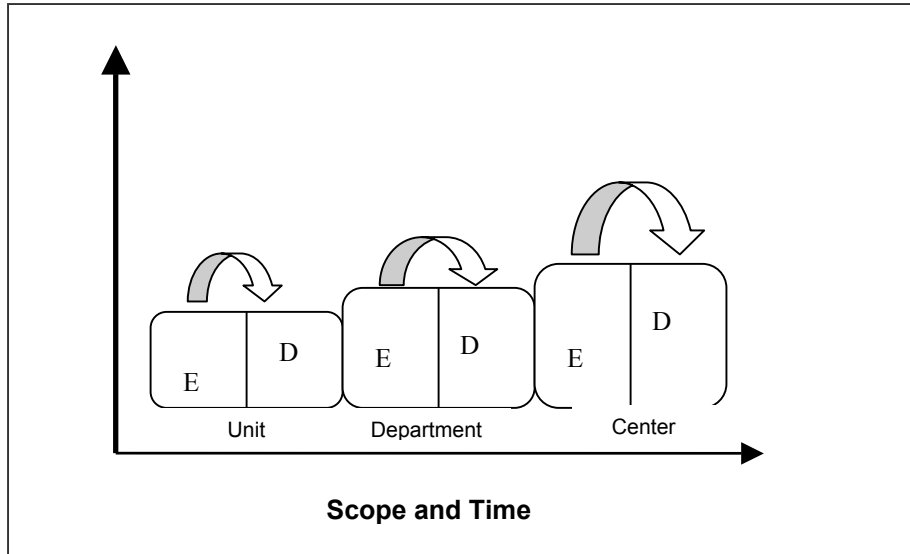 E D
E D
E D
Unit
Department
Center
Scope and Time